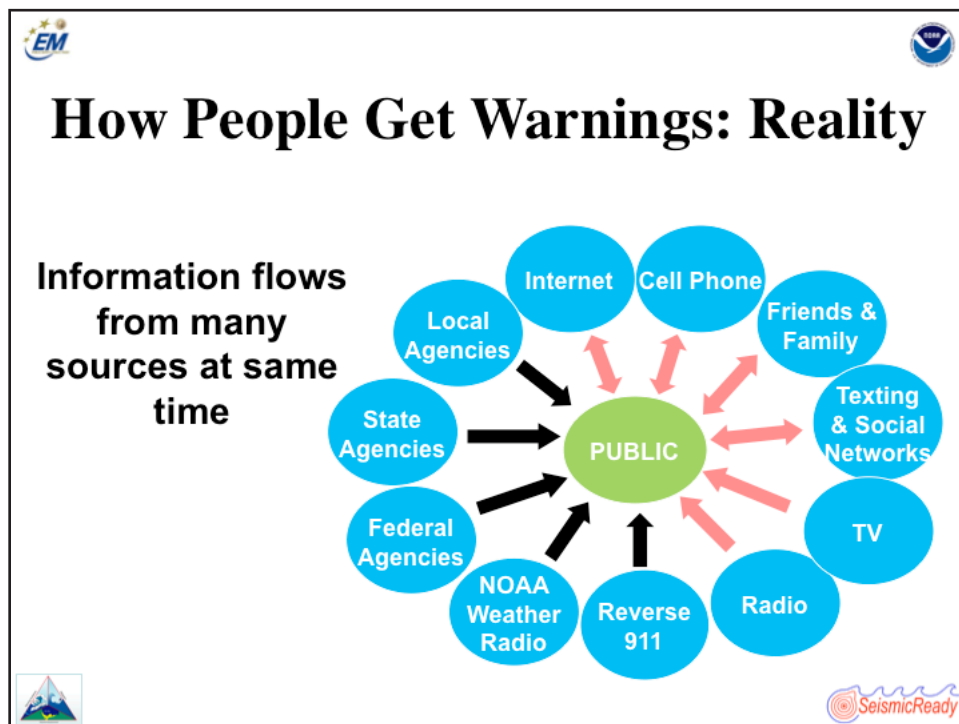 EM
NOAA
How People Get Warnings: Reality
Information flows
from many
sources at same
time
Internet
Cell Phone
Local
Agencies
Friends &
Family
State
Agencies
Texting
& Social
Networks
PUBLIC
Federal
Agencies
TV
NOAA
Weather
Radio
Reverse
911
Radio
SeismicReady